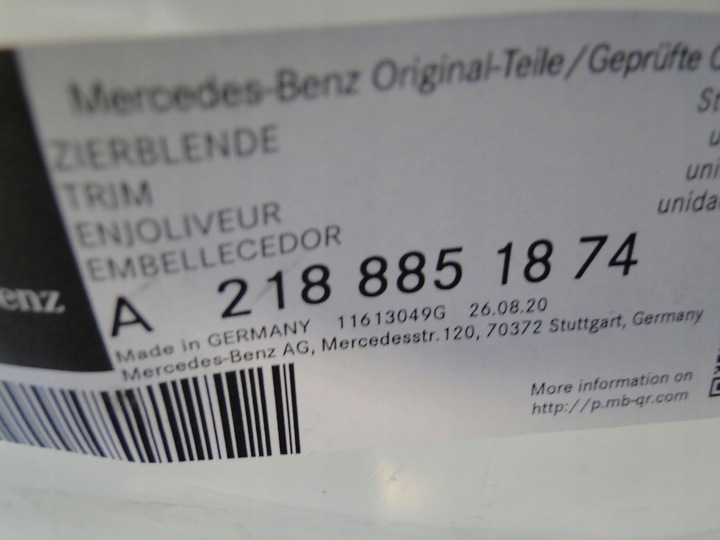 Mercedes-Benz Original-Teile/Geprüfte
ZIERBLENDE
TRIM
ENJOLIVEUR
EMBELLECEDOR
uni
unida
enz
A 218 885 18 74
Made in GERMANY 11613049G 26.08.20
Mercedes-Benz AG, Mercedesstr.120, 70372 Stuttgart, Germany
More information on
http://p.mb-qr.com